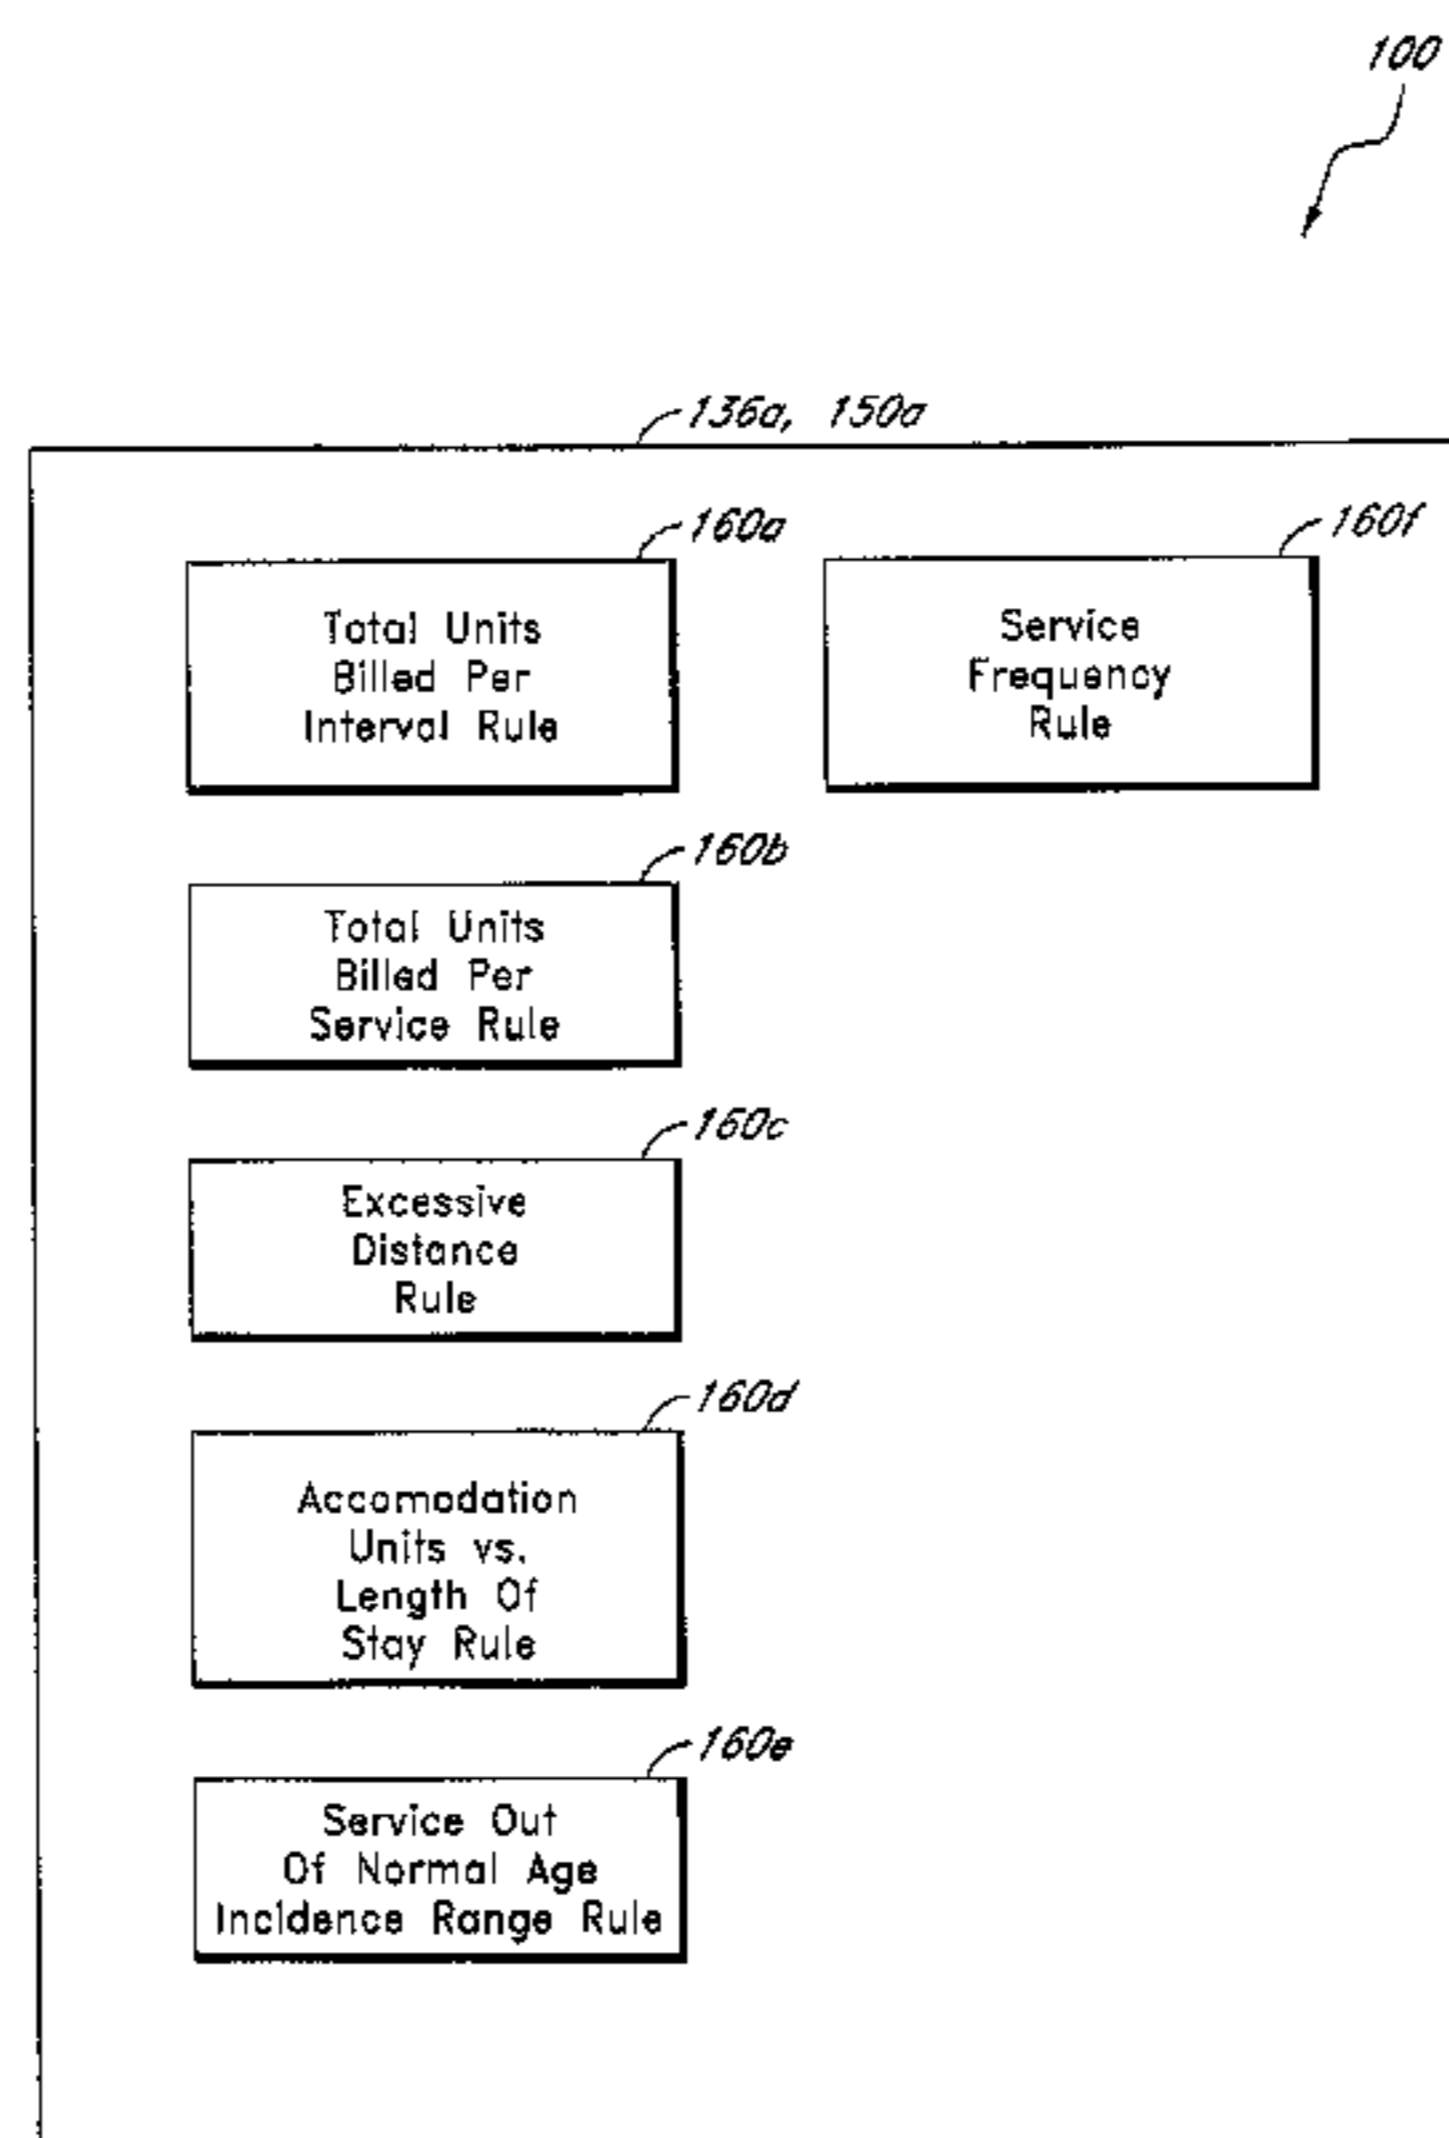 100
136a, 150a
160a
Total Units
Billed Per
Interval Rule
160f
Service
Frequency
Rule
160b
Total Units
Billed Per
Service Rule
160c
Excessive
Distance
Rule
160d
Accomodation
Units vs.
Length Of
Stay Rule
160e
Service Out
Of Normal Age
Incidence Range Rule